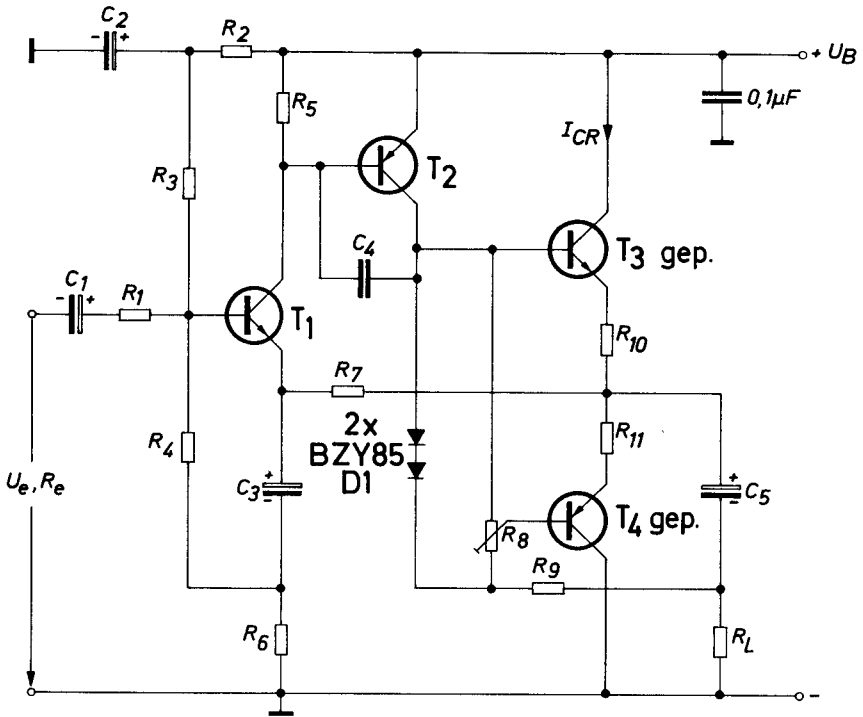 C2
- +
R2
+ UB
R5
0,1µF
ICR
T2
R3
C4
T3 gep.
C1
- +
R1
T1
R10
R7
2x
BZY85
D1
R4
R11
Ue, Re
+
C3
-
+
C5
-
T4 gep.
R8
R9
R6
RL
-